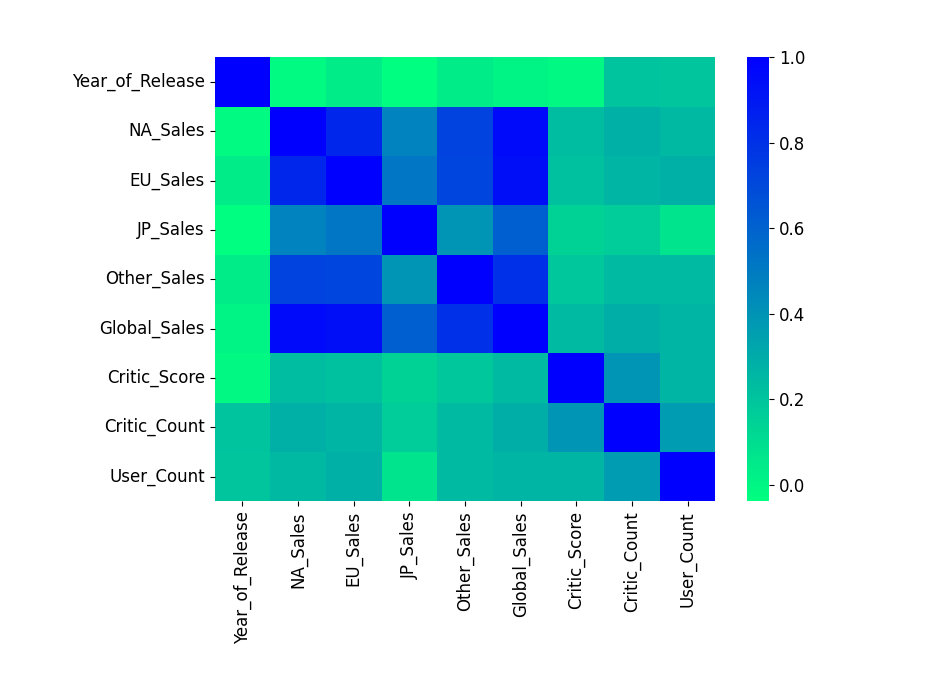 Year_of_Release
NA_Sales
EU_Sales
JP_Sales
Other_Sales
Global_Sales
Critic_Score
Critic_Count
User_Count
Year_of_Release
NA_Sales
EU_Sales
JP_Sales
Other_Sales
Global_Sales
Critic_Score
Critic_Count
User_Count
1.0
0.8
0.6
0.4
0.2
0.0